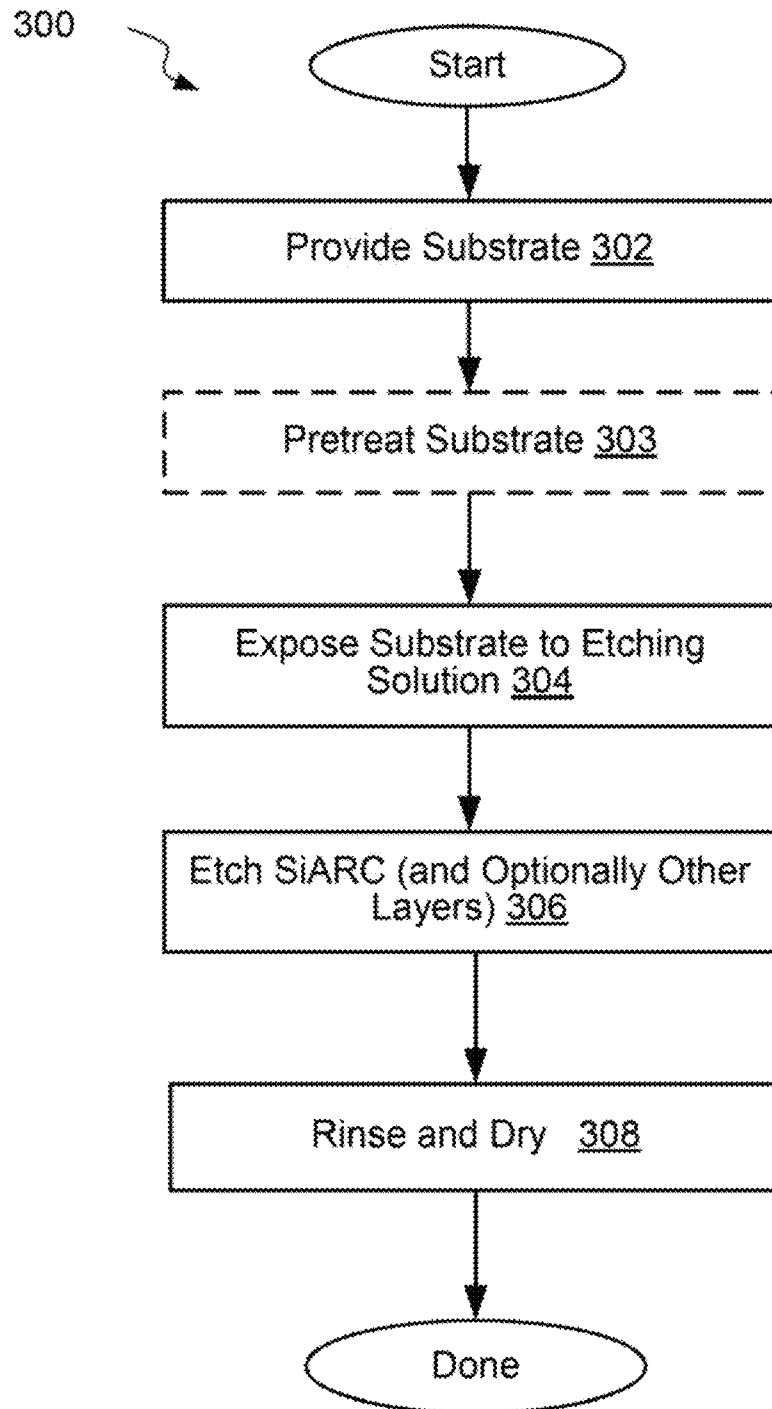 300
Start
Provide Substrate 302
Pretreat Substrate 303
Expose Substrate to Etching
Solution 304
Etch SiARC (and Optionally Other
Layers) 306
Rinse and Dry 308
Done